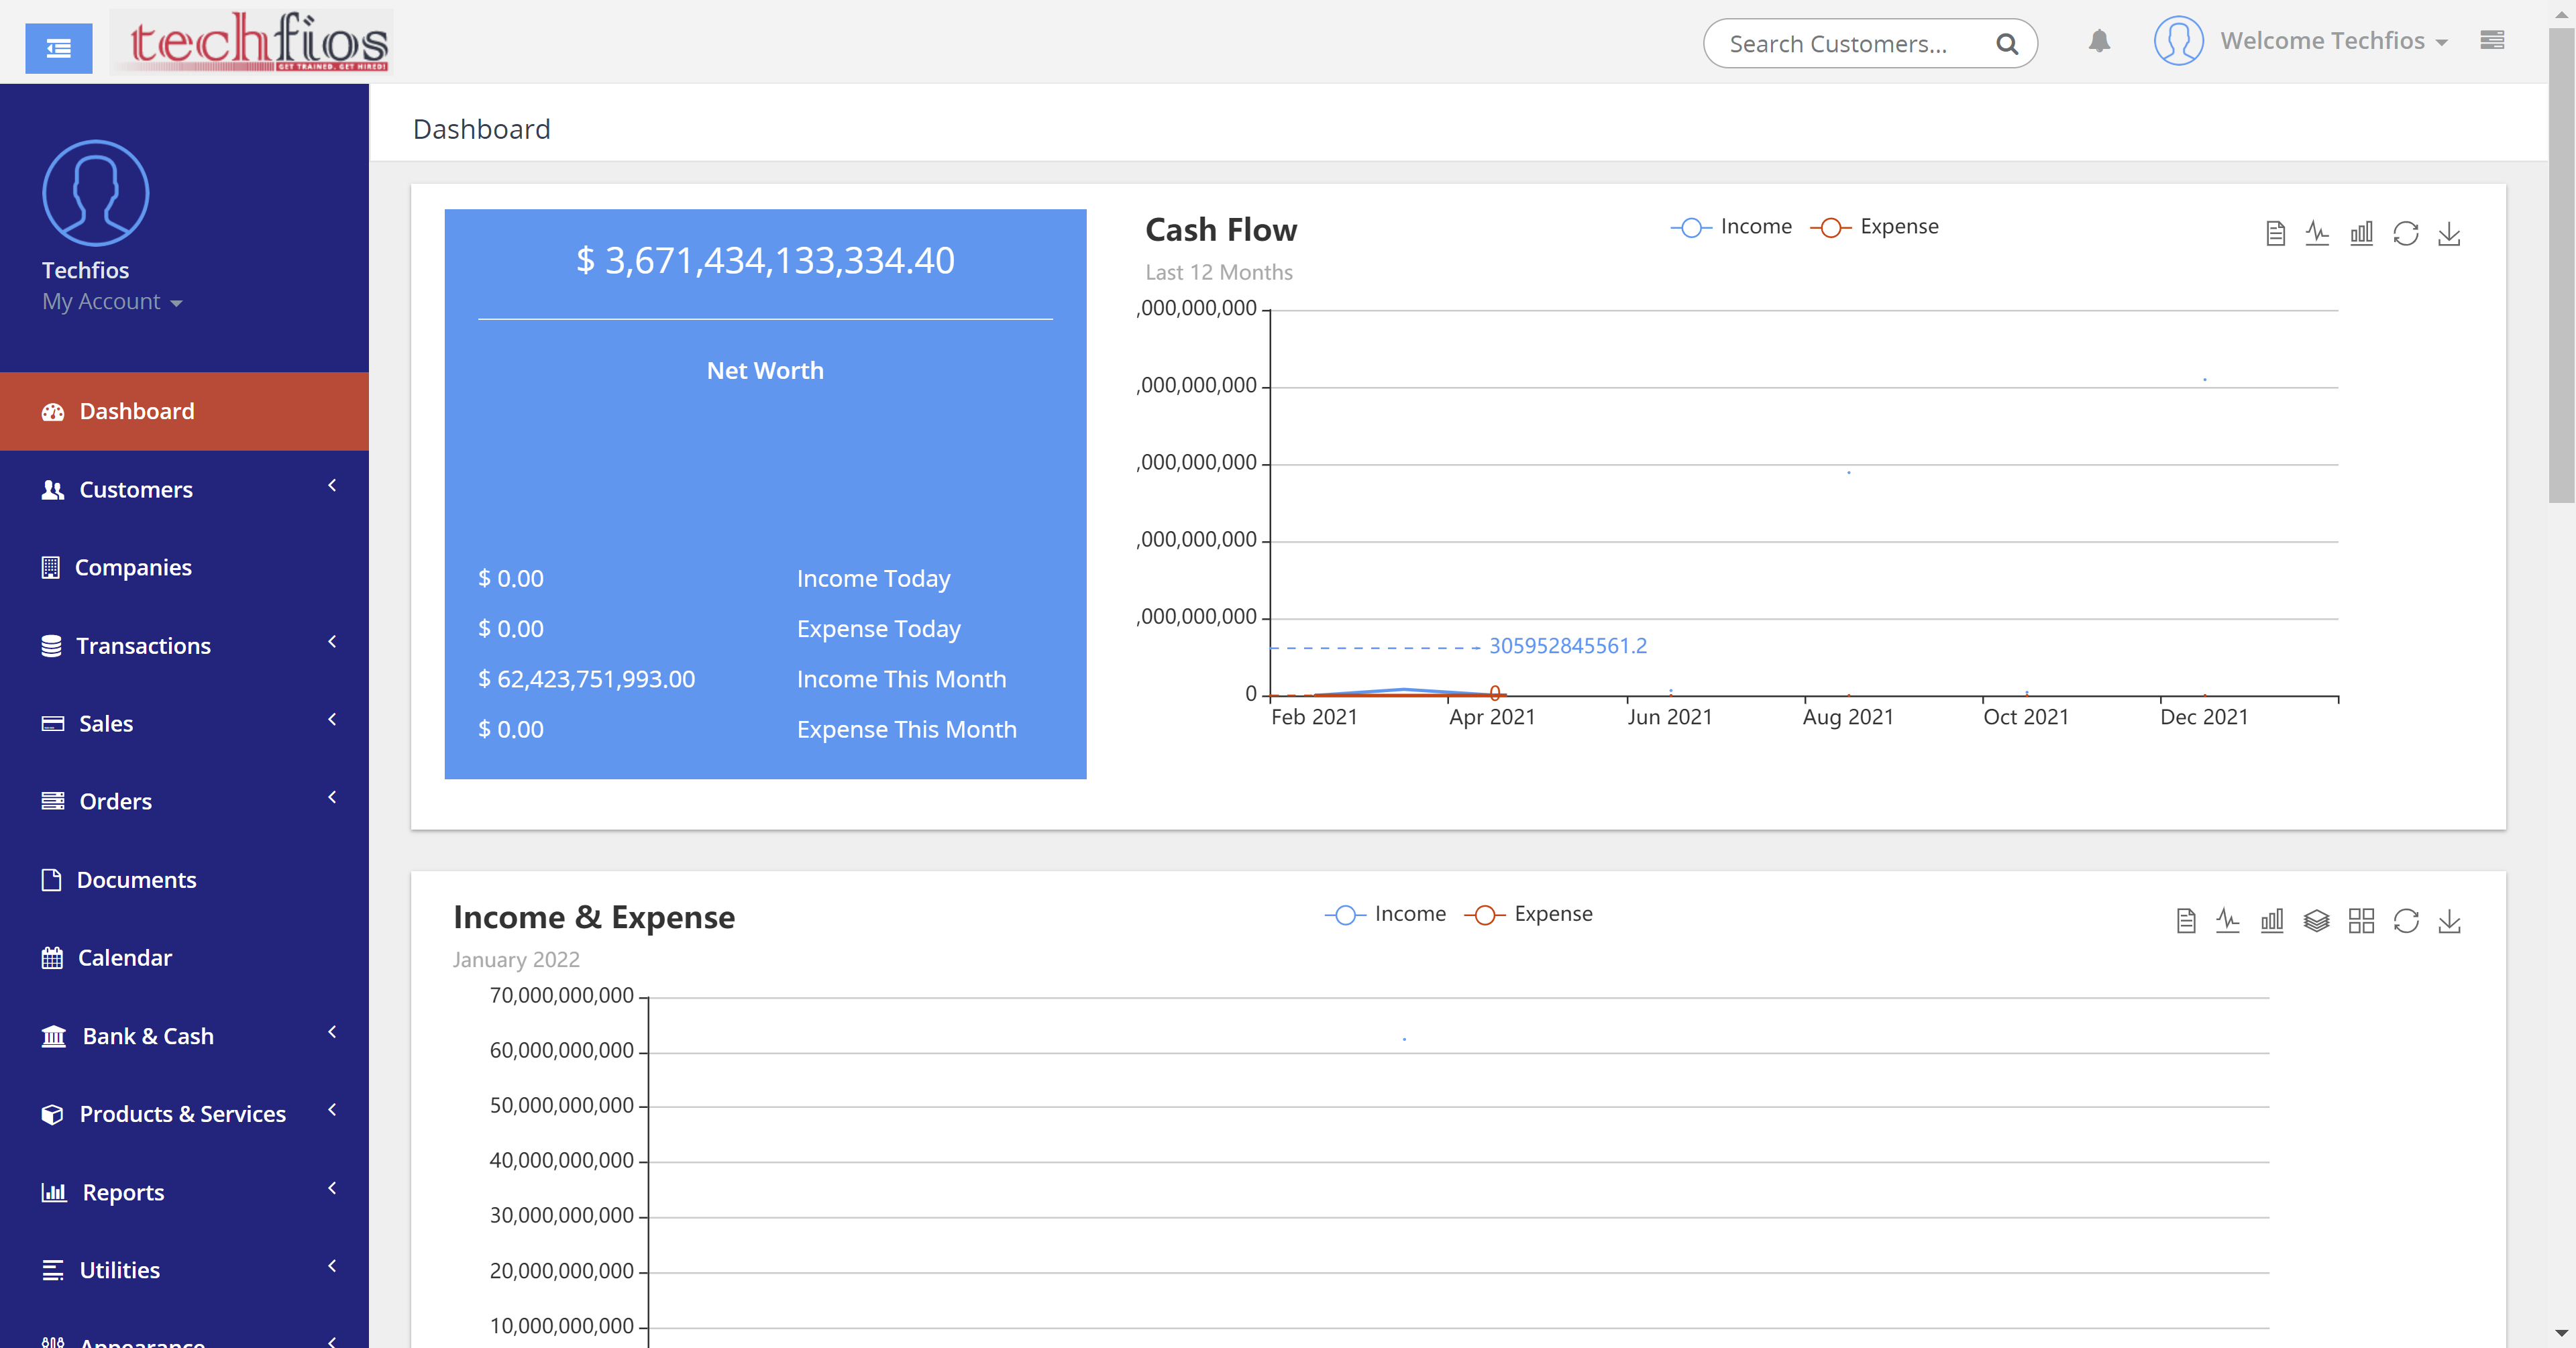 techfios
GET TRAINED. GET HIRED!
Search Customers...
Welcome Techfios
Techfios
My Account
Dashboard
Customers
Companies
Transactions
Sales
Orders
Documents
Calendar
Bank & Cash
Products & Services
Reports
Utilities
Appearance
Dashboard
$ 3,671,434,133,334.40
Net Worth
$ 0.00 Income Today
$ 0.00 Expense Today
$ 62,423,751,993.00 Income This Month
$ 0.00 Expense This Month
Cash Flow
Last 12 Months
Income Expense
,000,000,000
,000,000,000
,000,000,000
,000,000,000
,000,000,000
305952845561.2
0
0
Feb 2021 Apr 2021 Jun 2021 Aug 2021 Oct 2021 Dec 2021
Income & Expense
January 2022
Income Expense
70,000,000,000
60,000,000,000
50,000,000,000
40,000,000,000
30,000,000,000
20,000,000,000
10,000,000,000